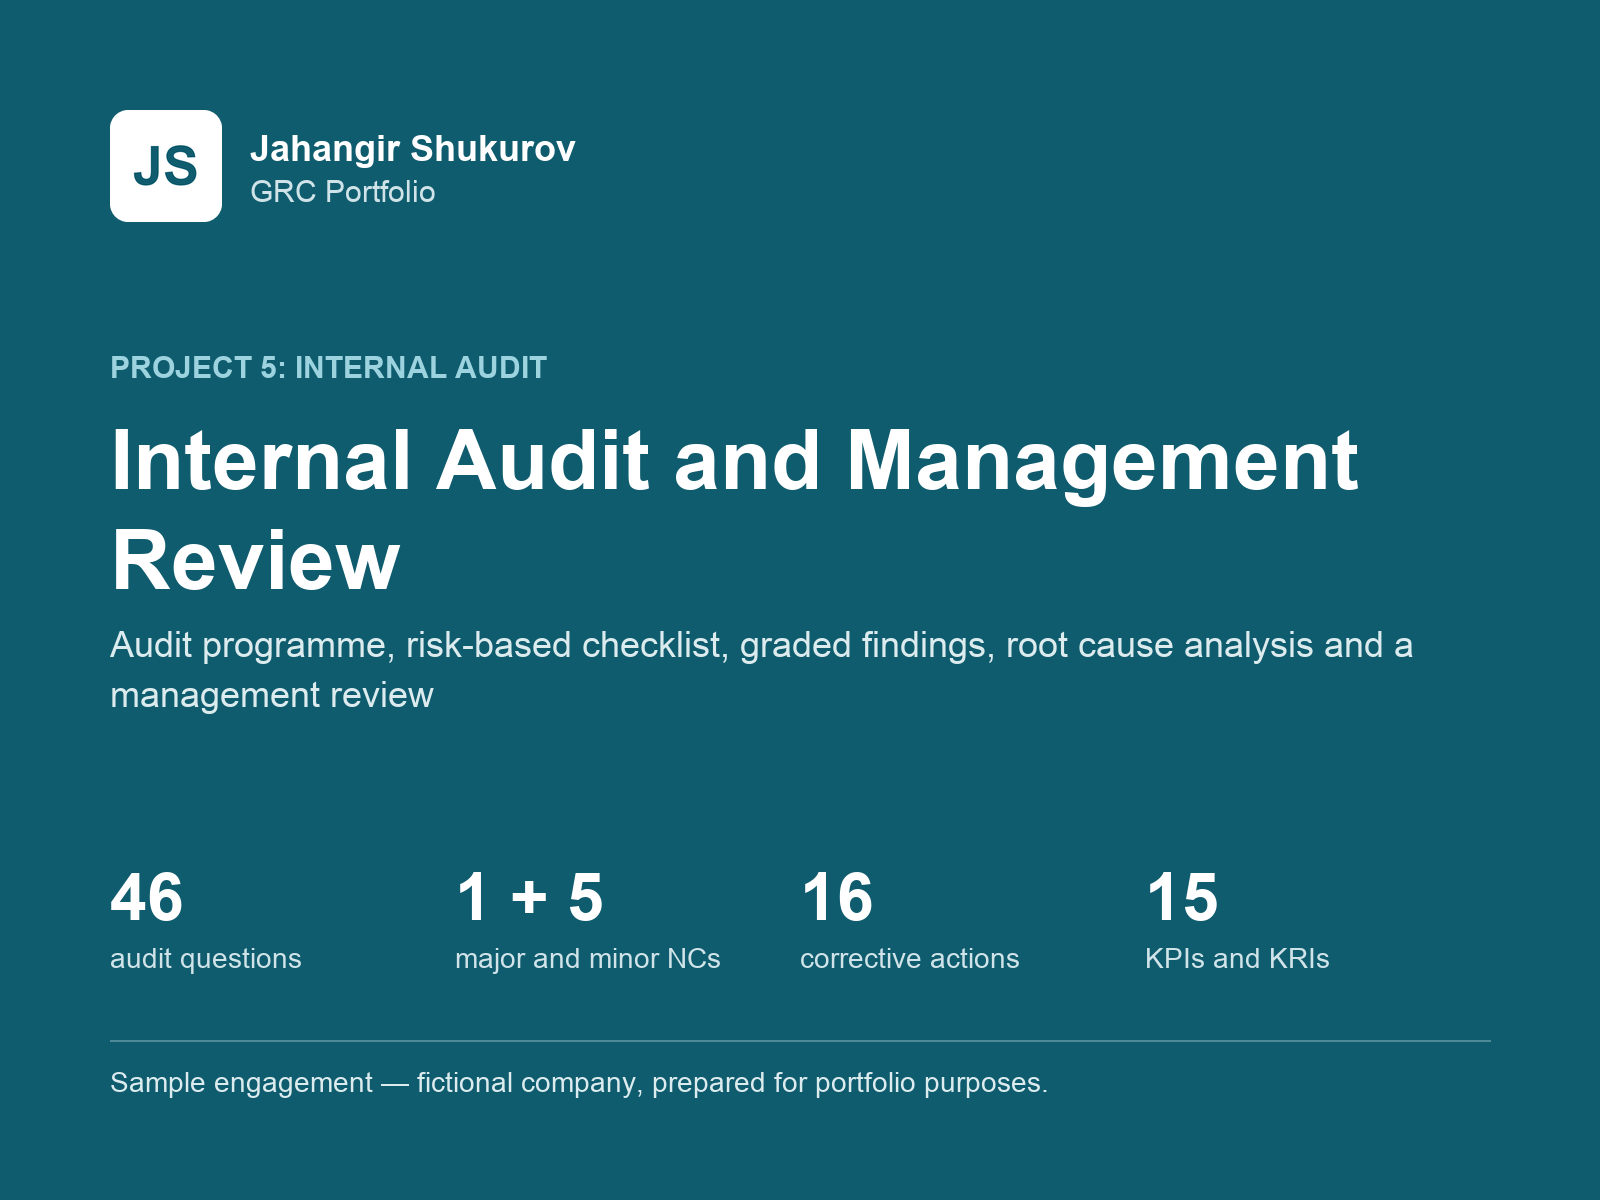 JS
Jahangir Shukurov
GRC Portfolio
PROJECT 5: INTERNAL AUDIT
Internal Audit and Management
Review
Audit programme, risk-based checklist, graded findings, root cause analysis and a
management review
46
audit questions
1 + 5
major and minor NCs
16
corrective actions
15
KPIs and KRIs
Sample engagement — fictional company, prepared for portfolio purposes.